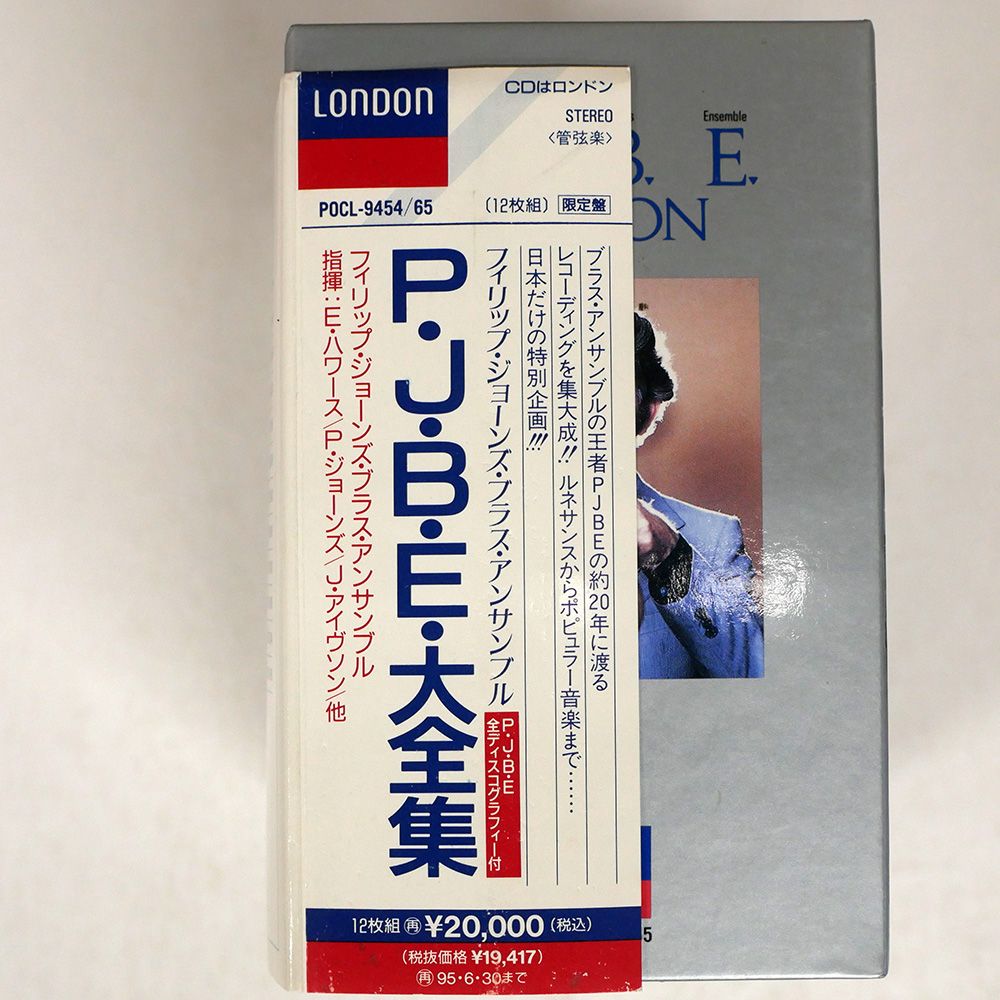 LONDON
CDはロンドン
STEREO
〈管弦楽〉
POCL-9454/65
(12枚組)
限定盤
ブラス・アンサンブルの王者PJBEの約20年に渡る
レコーディングを集大成!! ルネサンスからポピュラー音楽まで……
日本だけの特別企画!!!
フィリップ・ジョーンズ・ブラス・アンサンブル
P・J・B・E
全ディスコグラフィー付
P・J・B・E・大全集
フィリップ・ジョーンズ・ブラス・アンサンブル
指揮:E・ハワース/P・ジョーンズ/J・アイヴソン/他
12枚組 ㊢ ¥20,000 (税込)
(税抜価格 ¥19,417)
95・6・30まで
Ensemble
B. E.
ON
5